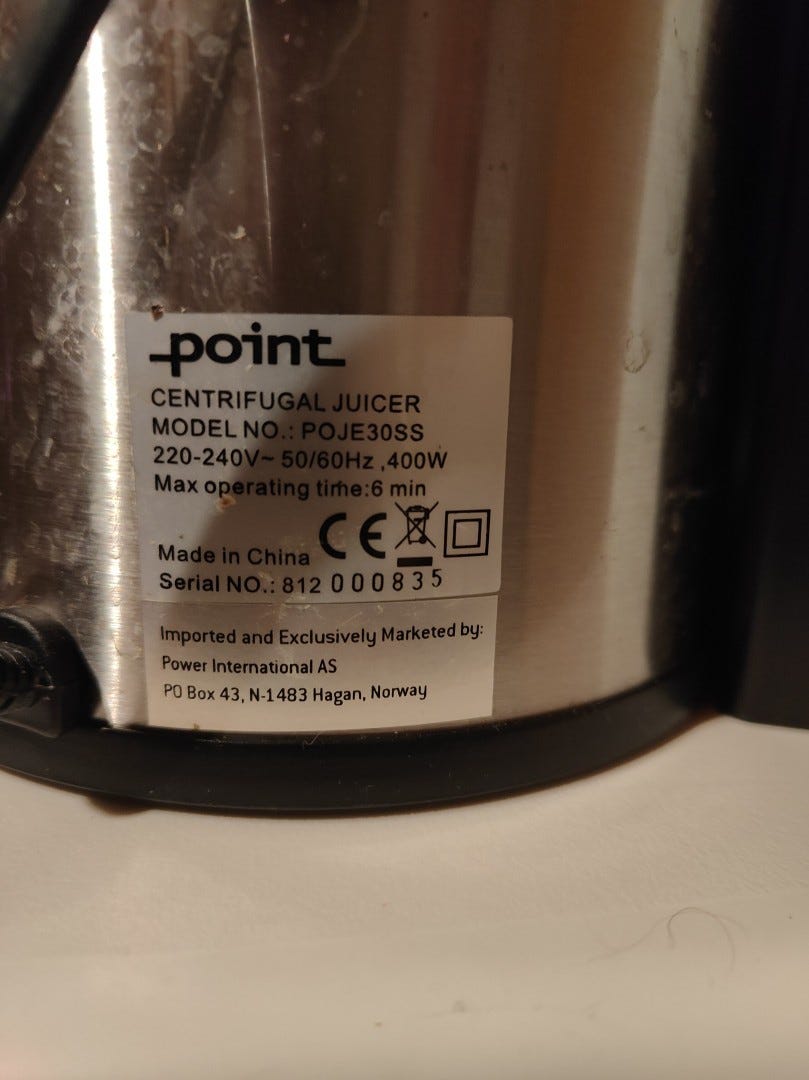 point
CENTRIFUGAL JUICER
MODEL NO.: POJE30SS
220-240V~ 50/60Hz ,400W
Max operating time:6 min
CE
Made in China
Serial NO.: 812 000835
Imported and Exclusively Marketed by:
Power International AS
PO Box 43, N-1483 Hagan, Norway